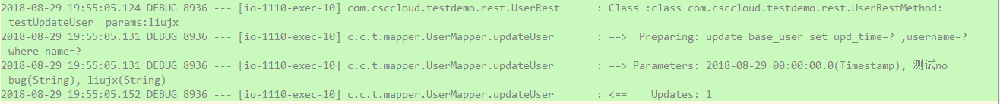 2018-08-29 19:55:05.124 DEBUG 8936 --- [io-1110-exec-10] com.csccloud.testdemo.rest.UserRest      : Class :class com.csccloud.testdemo.rest.UserRestMethod:
testUpdateUser  params:liujx
2018-08-29 19:55:05.131 DEBUG 8936 --- [io-1110-exec-10] c.c.t.mapper.UserMapper.updateUser       : ==>  Preparing: update base_user set upd_time=? ,username=?
where name=?
2018-08-29 19:55:05.131 DEBUG 8936 --- [io-1110-exec-10] c.c.t.mapper.UserMapper.updateUser       : ==> Parameters: 2018-08-29 00:00:00.0(Timestamp), 测试no
bug(String), liujx(String)
2018-08-29 19:55:05.152 DEBUG 8936 --- [io-1110-exec-10] c.c.t.mapper.UserMapper.updateUser       : <==    Updates: 1